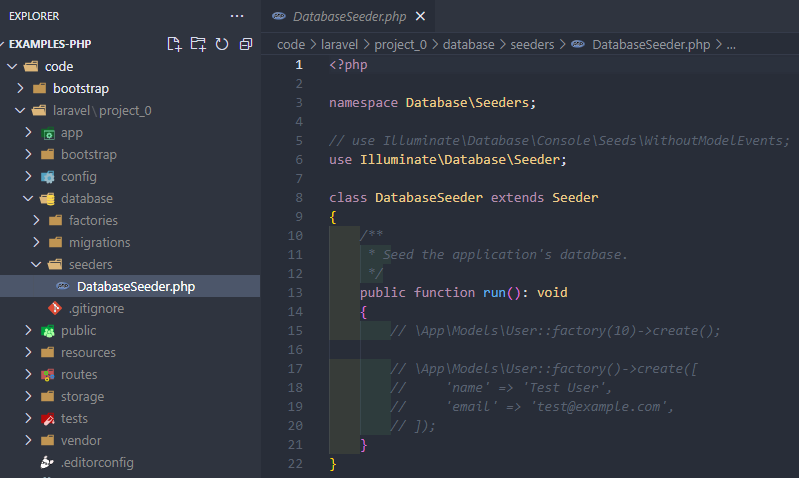 EXPLORER
EXAMPLES-PHP
code
bootstrap
laravel\project_0
app
bootstrap
config
database
factories
migrations
seeders
DatabaseSeeder.php
.gitignore
public
resources
routes
storage
tests
vendor
.editorconfig
DatabaseSeeder.php
code > laravel > project_0 > database > seeders > DatabaseSeeder.php > ...
1 <?php
2
3 namespace Database\Seeders;
4
5 // use Illuminate\Database\Console\Seeds\WithoutModelEvents;
6 use Illuminate\Database\Seeder;
7
8 class DatabaseSeeder extends Seeder
9 {
10     /**
11      * Seed the application's database.
12      */
13     public function run(): void
14     {
15         // \App\Models\User::factory(10)->create();
16
17         // \App\Models\User::factory()->create([
18         //     'name' => 'Test User',
19         //     'email' => 'test@example.com',
20         // ]);
21     }
22 }